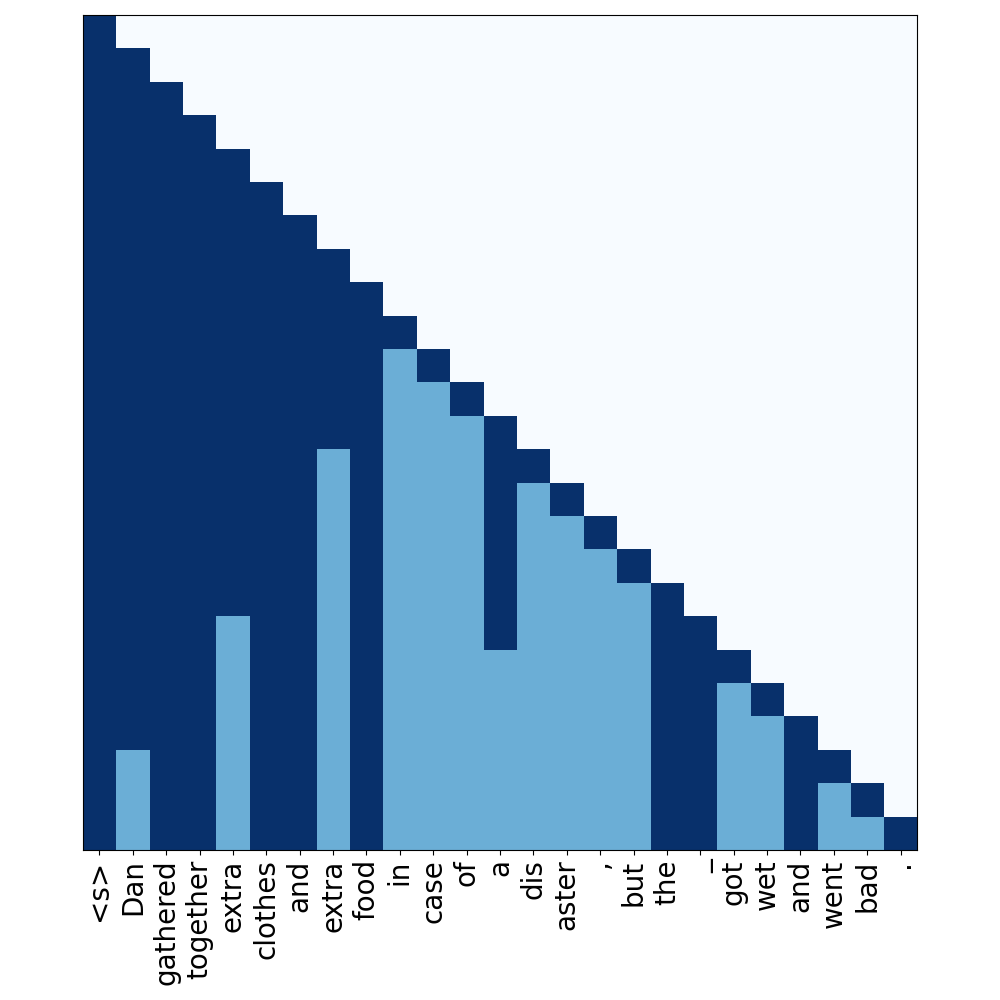 <s> Dan gathered together extra clothes and extra food in case of a dis aster , but the _ got wet and went bad .